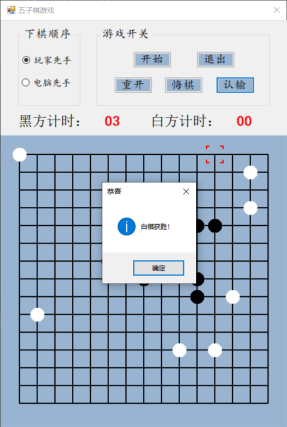 五子棋游戏
下棋顺序
玩家先手
电脑先手
游戏开关
开始
退出
重开
悔棋
认输
黑方计时： 03
白方计时： 00
恭喜
白棋获胜！
确定